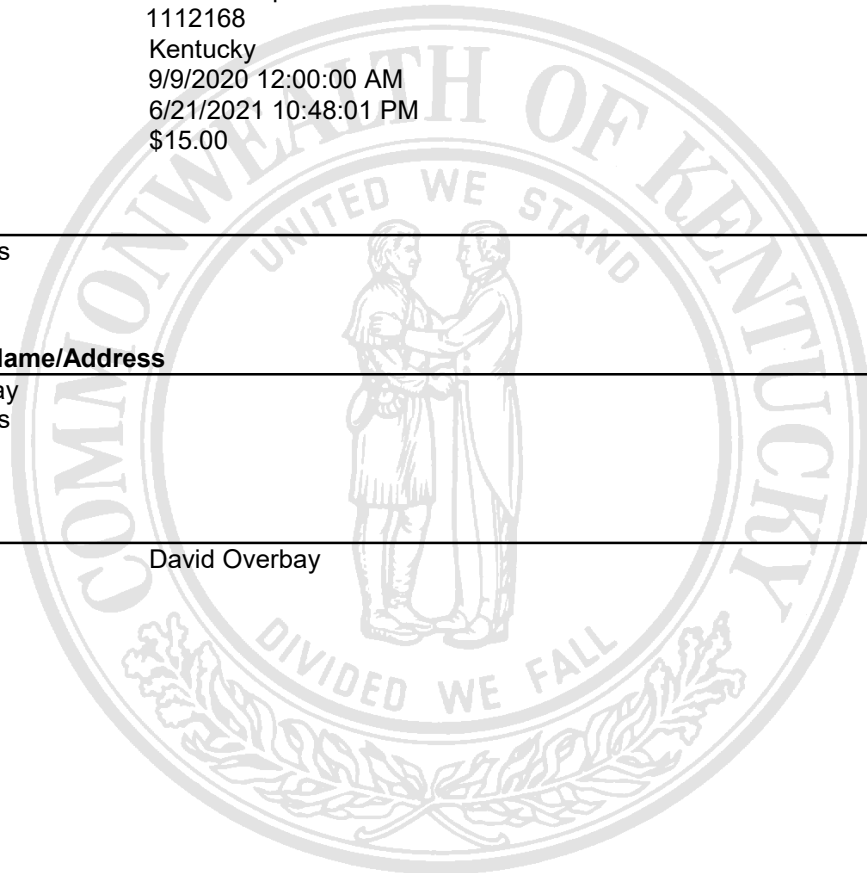 1112168
Kentucky
9/9/2020 12:00:00 AM
6/21/2021 10:48:01 PM
$15.00
s
ame/Address
ay
s
David Overbay
COMMONWEALTH OF KENTUCKY
UNITED WE STAND
DIVIDED WE FALL